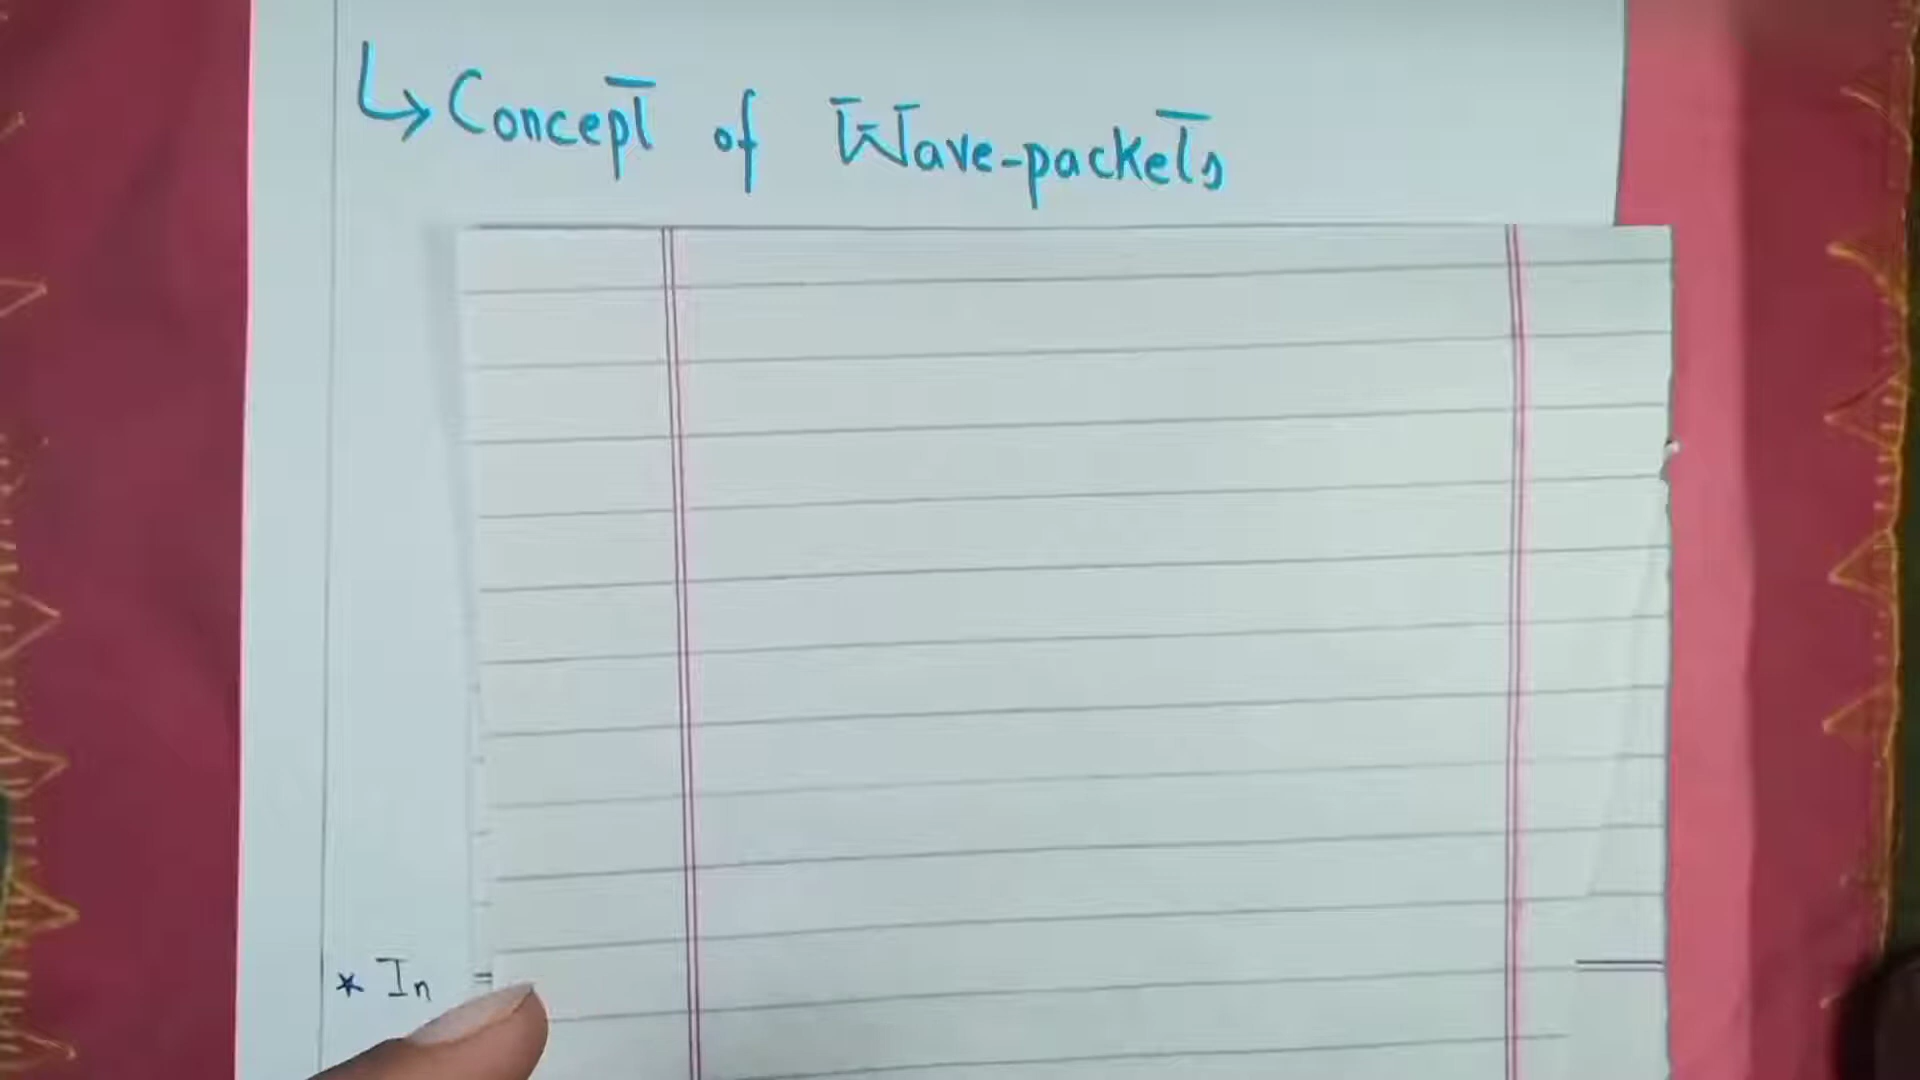 ↳ Concept of Wave-packets
* In